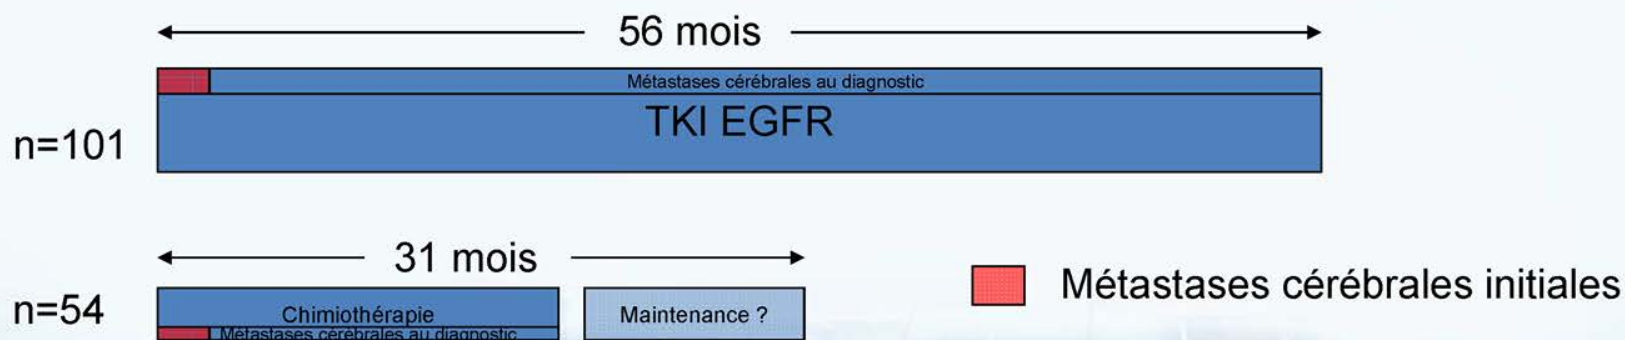 56 mois
Métastases cérébrales au diagnostic
TKI EGFR
n=101
31 mois
n=54
Chimiothérapie
Métastases cérébrales au diagnostic
Maintenance ?
Métastases cérébrales initiales